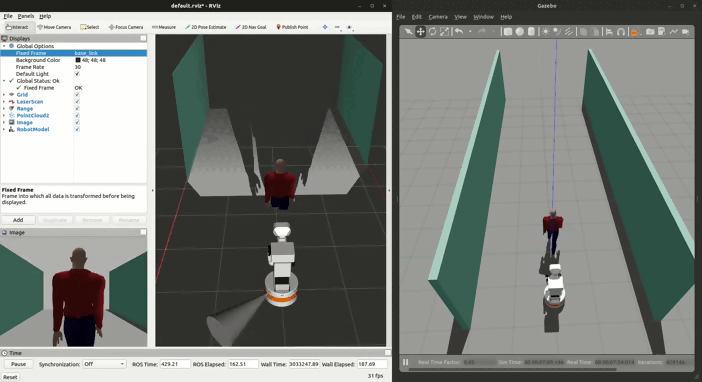 default.rviz* - RViz
File Panels Help
Interact Move Camera Select Focus Camera Measure 2D Pose Estimate 2D Nav Goal Publish Point
Displays
Global Options
Fixed Frame base_link
Background Color 48; 48; 48
Frame Rate 30
Default Light
Global Status: Ok
Fixed Frame OK
Grid
LaserScan
Range
PointCloud2
Image
RobotModel
Fixed Frame
Frame into which all data is transformed before being
displayed.
Add Duplicate Remove Rename
Image
Time
Pause Synchronization: Off ROS Time: 429.21 ROS Elapsed: 162.51 Wall Time: 3033247.89 Wall Elapsed: 187.69
Reset 31 fps
Gazebo
File Edit Camera View Window Help
Real Time Factor: Sim Time: Real Time: Iterations: